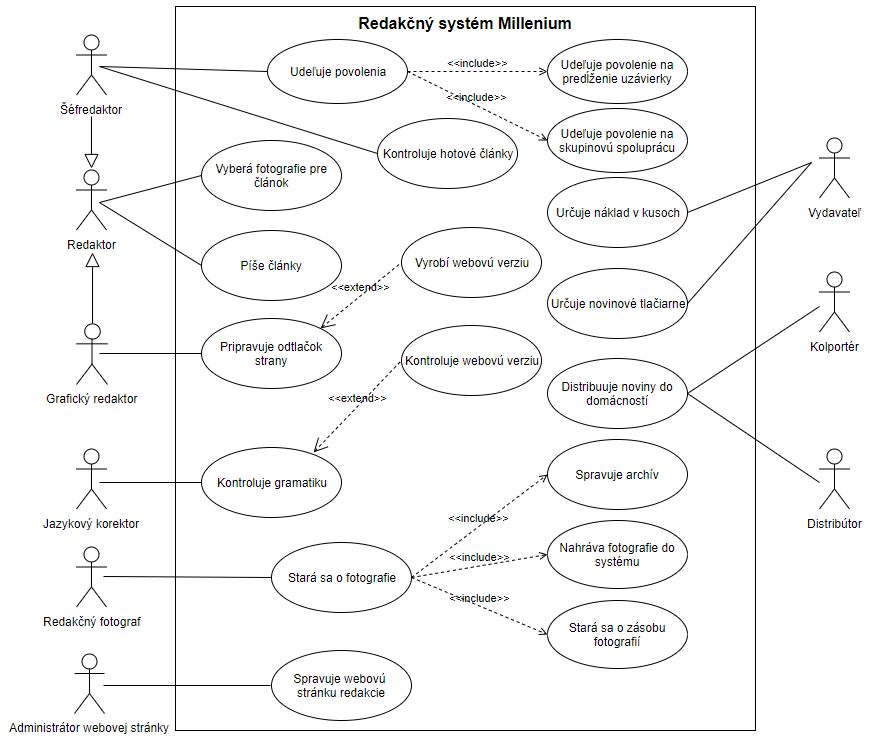 Redakčný systém Millenium
Šéfredaktor
Redaktor
Grafický redaktor
Jazykový korektor
Redakčný fotograf
Administrátor webovej stránky
Udeľuje povolenia
<<include>>
<<include>>
Udeľuje povolenie na
predĺženie uzávierky
Udeľuje povolenie na
skupinovú spoluprácu
Kontroluje hotové články
Vyberá fotografie pre
článok
Píše články
Určuje náklad v kusoch
Vyrobí webovú verziu
<<extend>>
Určuje novinové tlačiarne
Pripravuje odtlačok
strany
Kontroluje webovú verziu
<<extend>>
Distribuuje noviny do
domácností
Kontroluje gramatiku
Spravuje archív
<<include>>
Stará sa o fotografie
<<include>>
Nahráva fotografie do
systému
<<include>>
Stará sa o zásobu
fotografií
Spravuje webovú
stránku redakcie
Vydavateľ
Kolportér
Distribútor